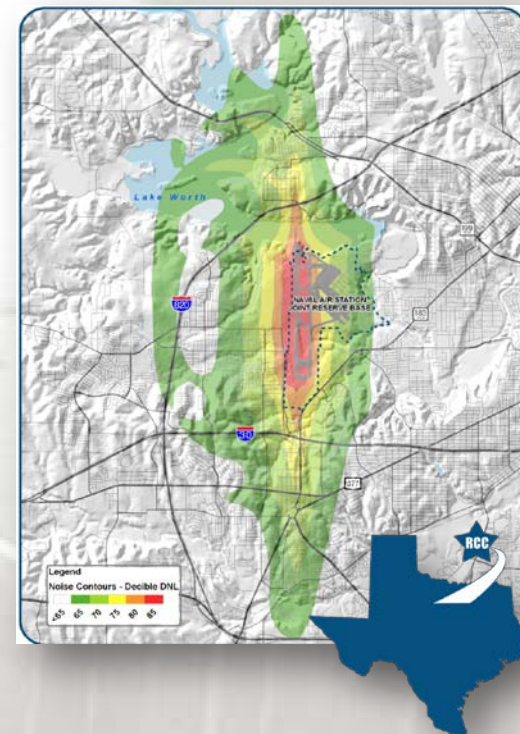 Lake Worth
199
820
NAVAL AIR STATION
JOINT RESERVE BASE
183
30
377
RCC
Legend
Noise Contours - Decible DNL
<65 65 70 75 80 85